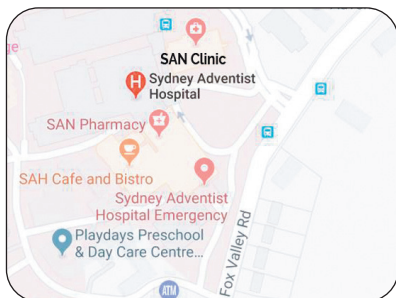 SAN Clinic
Sydney Adventist
Hospital
H
SAN Pharmacy
SAH Cafe and Bistro
Sydney Adventist
Hospital Emergency
Playdays Preschool
& Day Care Centre...
Fox Valley Rd
ATM